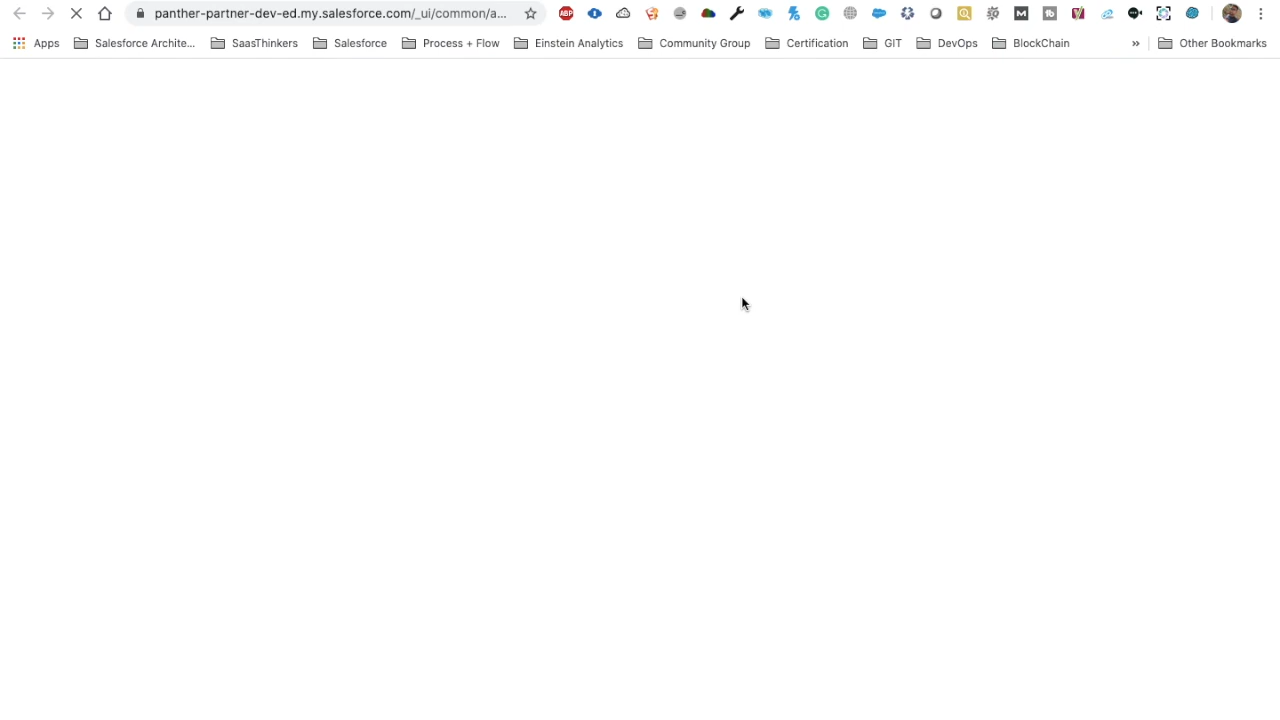 panther-partner-dev-ed.my.salesforce.com/_ui/common/a...
ABP
Apps Salesforce Archite... SaasThinkers Salesforce Process + Flow Einstein Analytics Community Group Certification GIT DevOps BlockChain » Other Bookmarks